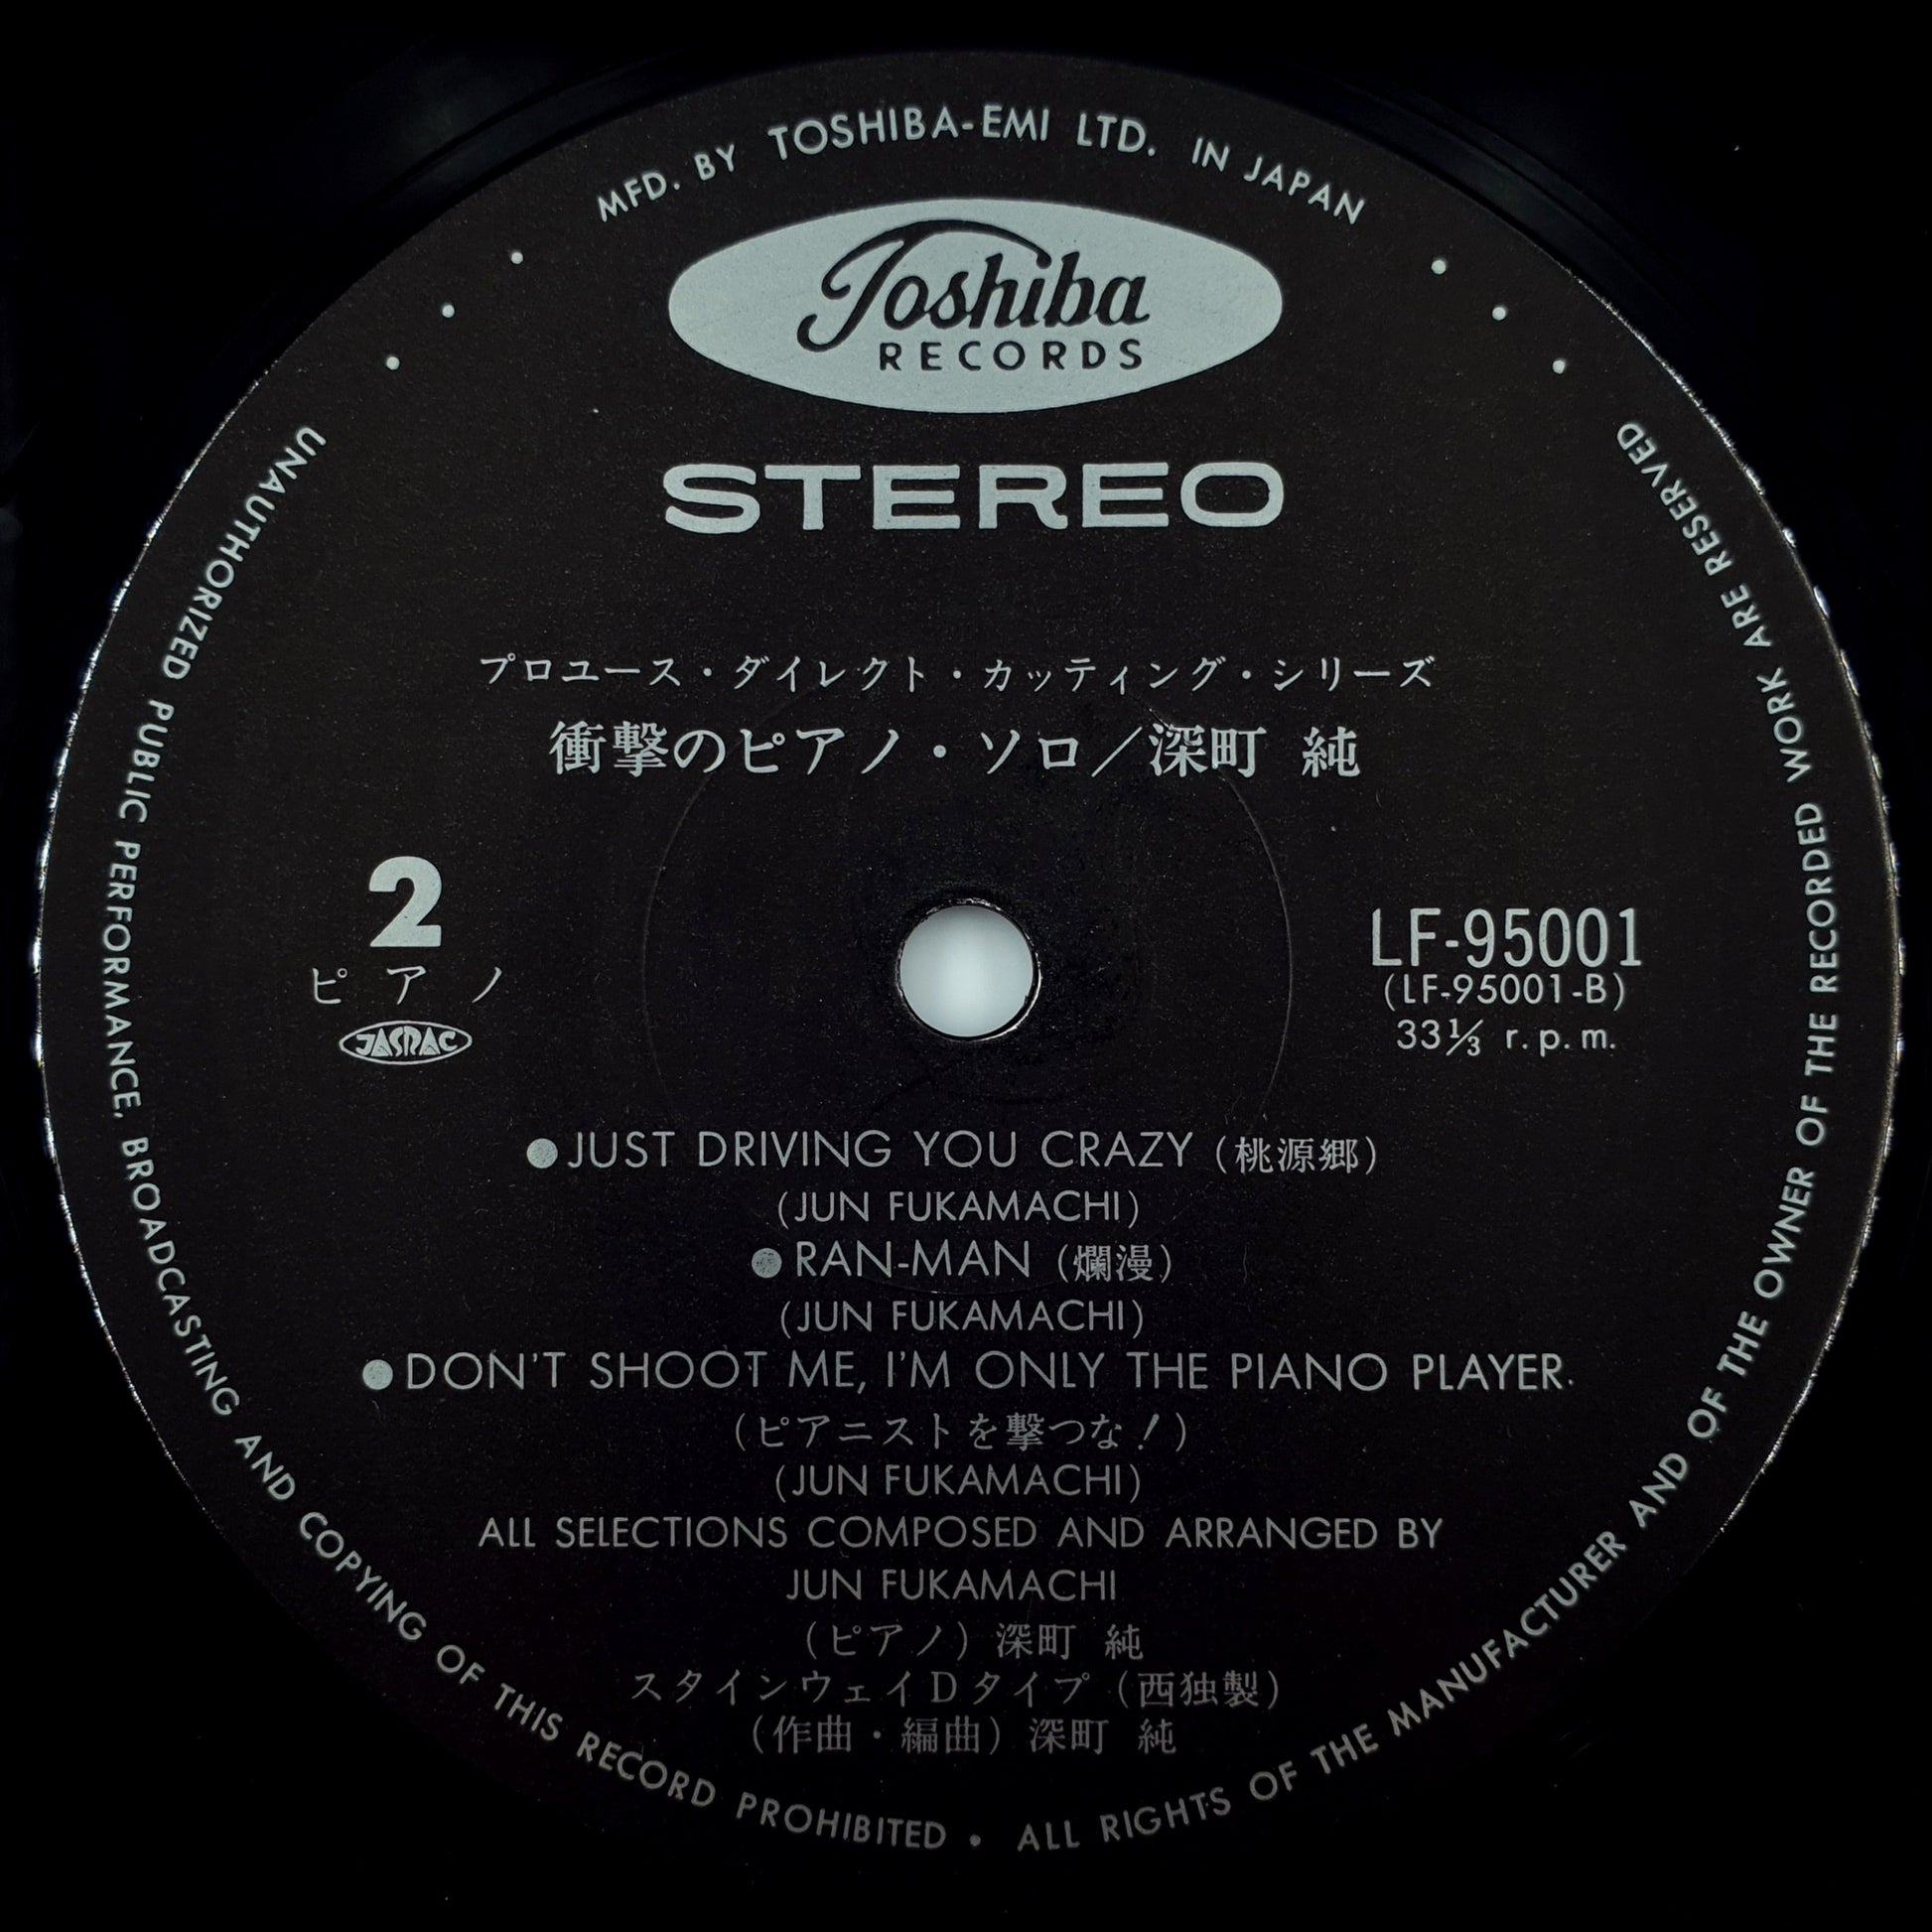 MFD. BY TOSHIBA-EMI LTD. IN JAPAN
Toshiba
RECORDS
STEREO
プロユース・ダイレクト・カッティング・シリーズ
衝撃のピアノ・ソロ／深町 純
2
ピアノ
JASRAC
LF-95001
(LF-95001-B)
33⅓ r.p.m.
●JUST DRIVING YOU CRAZY (桃源郷)
(JUN FUKAMACHI)
●RAN-MAN (爛漫)
(JUN FUKAMACHI)
●DON'T SHOOT ME, I'M ONLY THE PIANO PLAYER.
(ピアニストを撃つな！)
(JUN FUKAMACHI)
ALL SELECTIONS COMPOSED AND ARRANGED BY
JUN FUKAMACHI
(ピアノ) 深町 純
スタインウェイDタイプ (西独製)
(作曲・編曲) 深町 純
UNAUTHORIZED PUBLIC PERFORMANCE, BROADCASTING AND COPYING OF THIS RECORD PROHIBITED • ALL RIGHTS OF THE MANUFACTURER AND OF THE OWNER OF THE RECORDED WORK ARE RESERVED